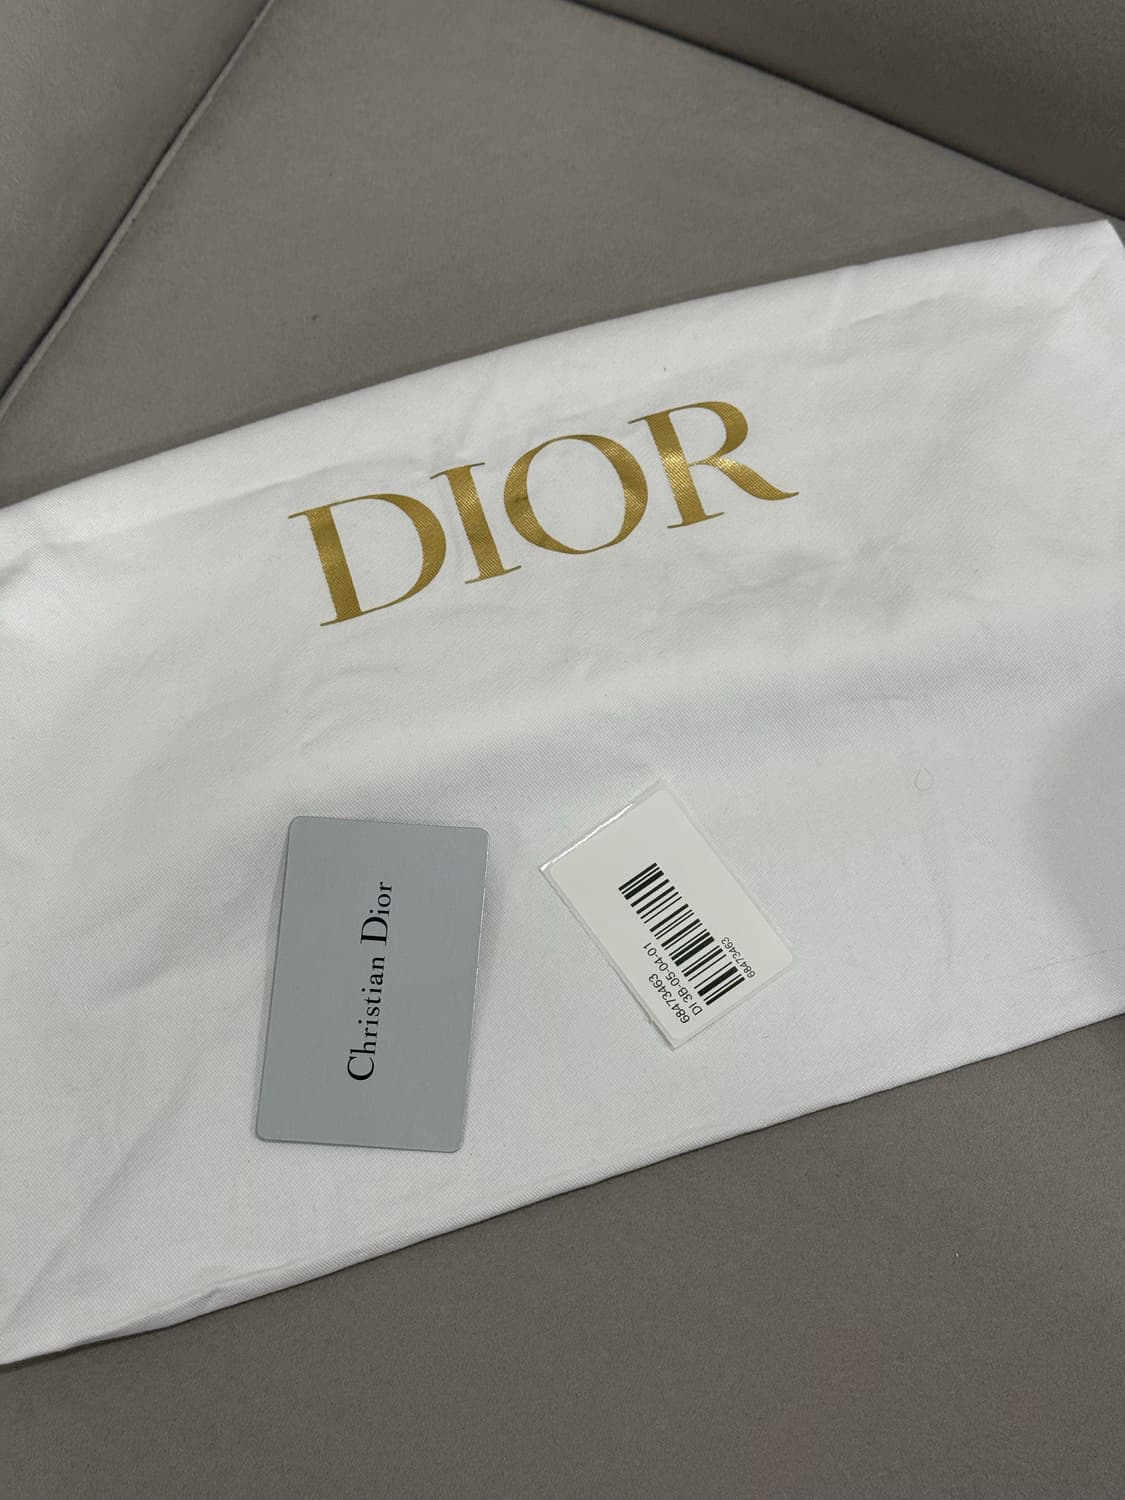 DIOR
Christian Dior
68473463
DI 3B-05-04-01
68473463